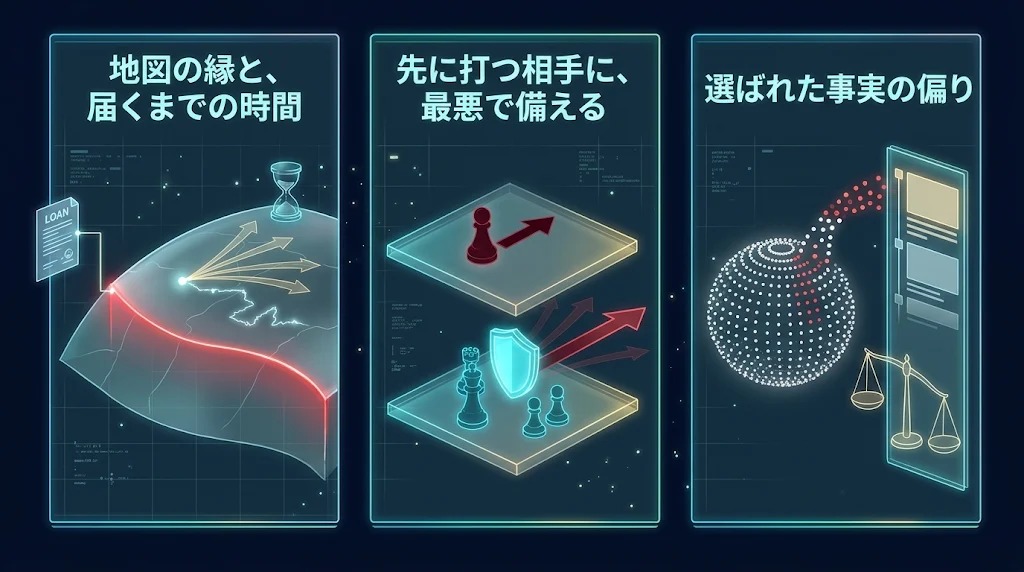 地図の縁と、
届くまでの時間
LOAN
先に打つ相手に、
最悪で備える
選ばれた事実の偏り